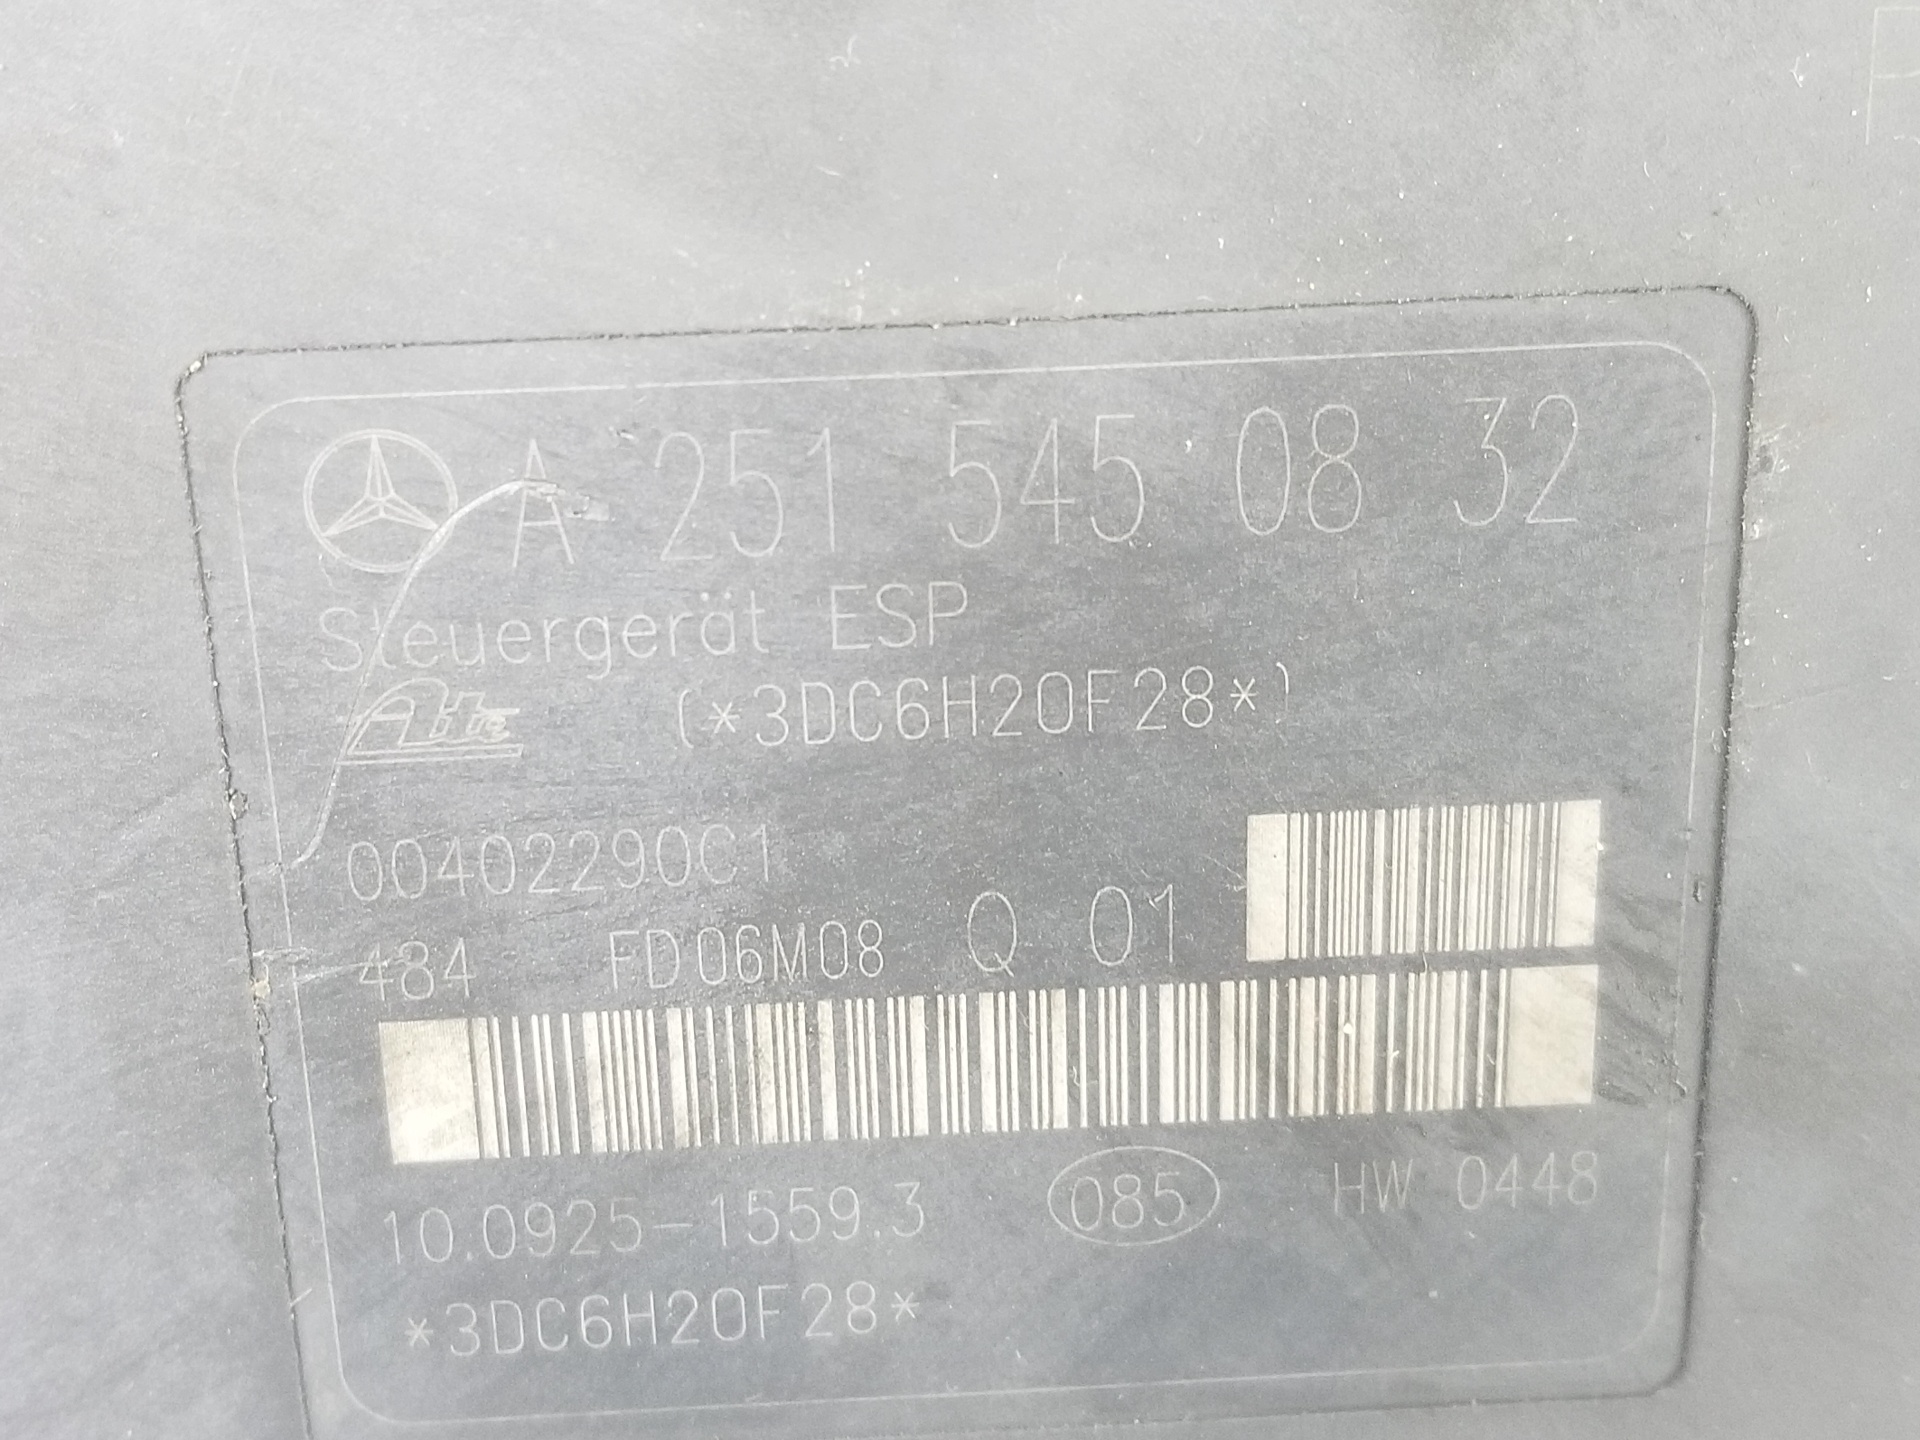 A 251 545 08 32
Steuergerät ESP
Ate (*3DC6H20F28*)
00402290C1
484 FD06M08 Q 01
10.0925-1559.3 085 HW 0448
*3DC6H20F28*